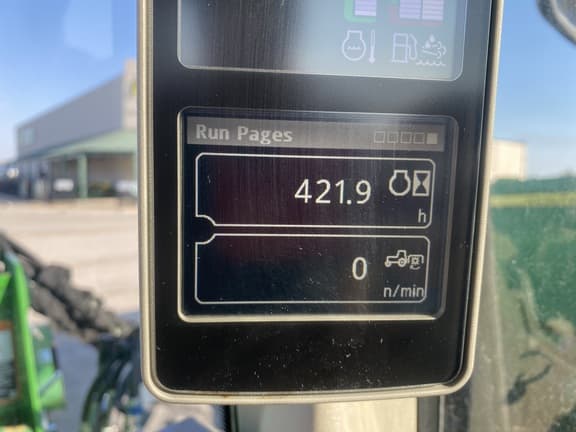 Run Pages
421.9
h
0
n/min